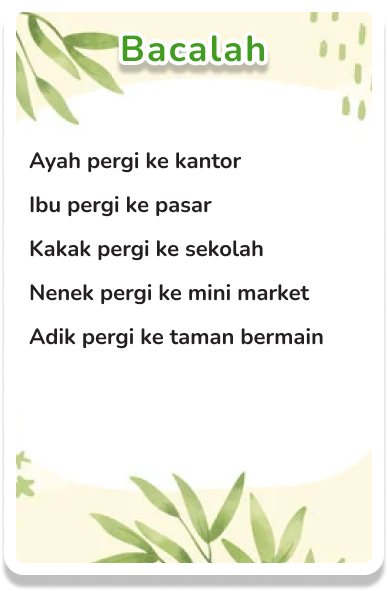 Bacalah
Ayah pergi ke kantor
Ibu pergi ke pasar
Kakak pergi ke sekolah
Nenek pergi ke mini market
Adik pergi ke taman bermain